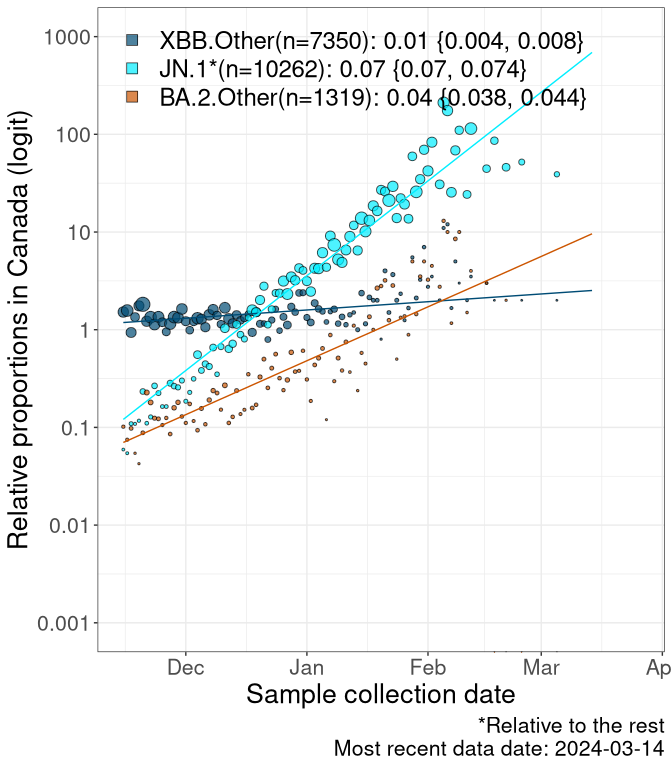 XBB.Other(n=7350): 0.01 {0.004, 0.008}
JN.1*(n=10262): 0.07 {0.07, 0.074}
BA.2.Other(n=1319): 0.04 {0.038, 0.044}
Relative proportions in Canada (logit)
1000
100
10
1
0.1
0.01
0.001
Dec Jan Feb Mar Ap
Sample collection date
*Relative to the rest
Most recent data date: 2024-03-14